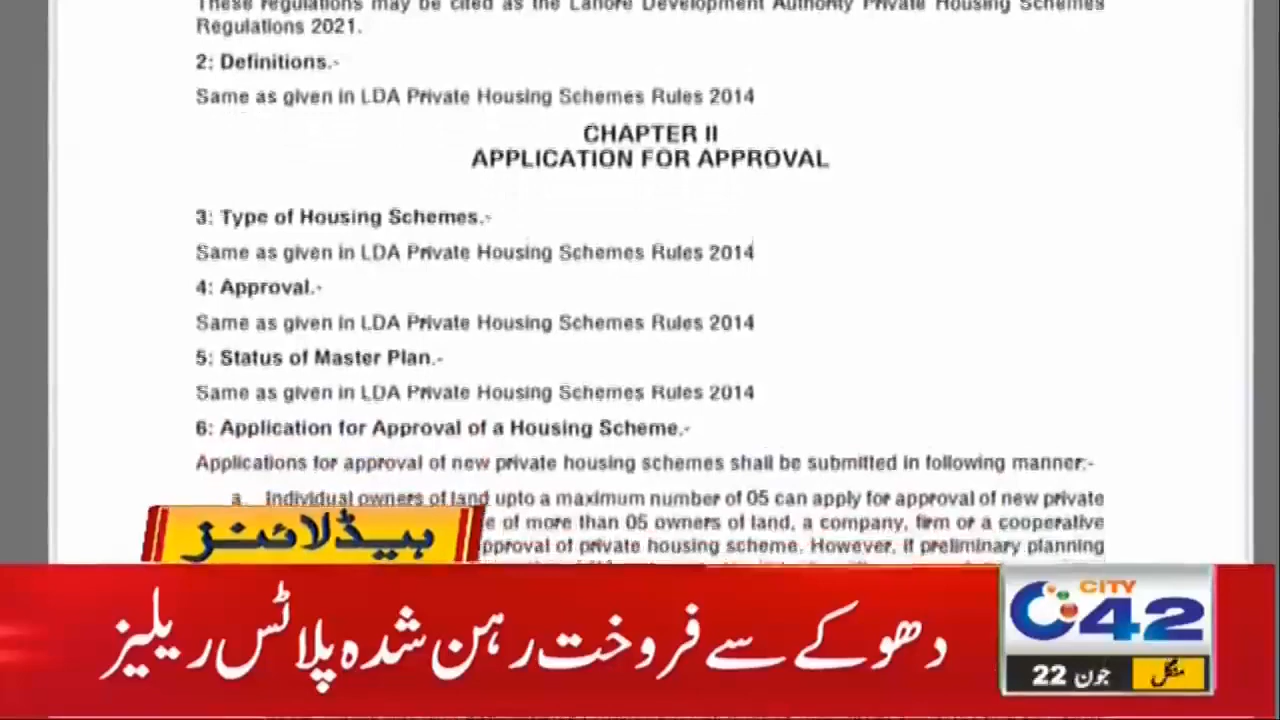 These regulations may be cited as the Lahore Development Authority Private Housing Schemes
Regulations 2021.
2: Definitions.-
Same as given in LDA Private Housing Schemes Rules 2014
CHAPTER II
APPLICATION FOR APPROVAL
3: Type of Housing Schemes.-
Same as given in LDA Private Housing Schemes Rules 2014
4: Approval.-
Same as given in LDA Private Housing Schemes Rules 2014
5: Status of Master Plan.-
Same as given in LDA Private Housing Schemes Rules 2014
6: Application for Approval of a Housing Scheme.-
Applications for approval of new private housing schemes shall be submitted in following manner:-
a. Individual owners of land upto a maximum number of 05 can apply for approval of new private
of more than 05 owners of land, a company, firm or a cooperative
approval of private housing scheme. However, if preliminary planning
ہیڈلائنز
دھوکے سے فروخت رہن شدہ پلاٹس ریلیز
CITY
42
منگل
22 جون